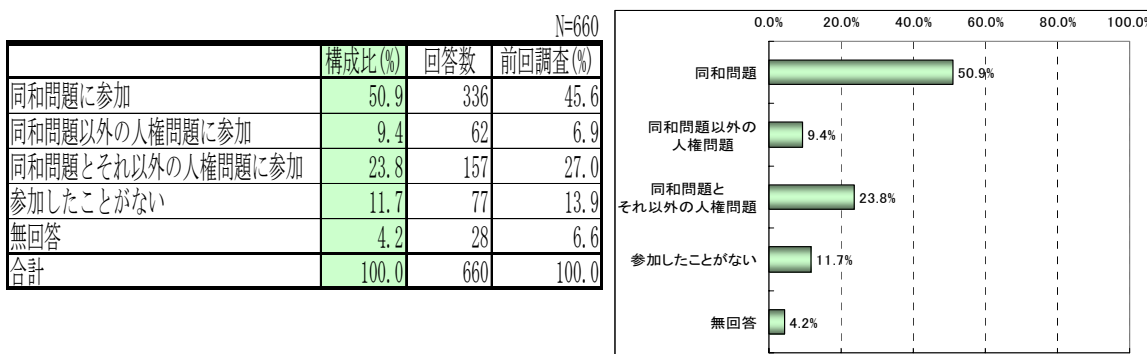 N=660
構成比(%) 回答数 前回調査(%)
同和問題に参加 50.9 336 45.6
同和問題以外の人権問題に参加 9.4 62 6.9
同和問題とそれ以外の人権問題に参加 23.8 157 27.0
参加したことがない 11.7 77 13.9
無回答 4.2 28 6.6
合計 100.0 660 100.0
0.0% 20.0% 40.0% 60.0% 80.0% 100.0%
同和問題 50.9%
同和問題以外の
人権問題 9.4%
同和問題と
それ以外の人権問題 23.8%
参加したことがない 11.7%
無回答 4.2%